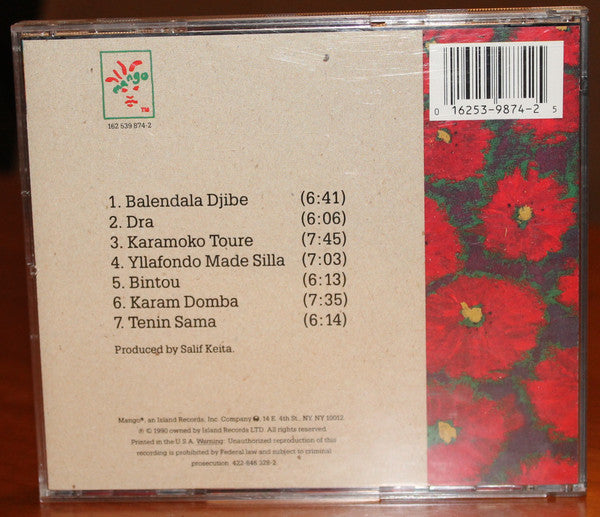 mango
TM
162 539 874-2
0 16253-9874-2 5
1. Balendala Djibe (6:41)
2. Dra (6:06)
3. Karamoko Toure (7:45)
4. Yllafondo Made Silla (7:03)
5. Bintou (6:13)
6. Karam Domba (7:35)
7. Tenin Sama (6:14)
Produced by Salif Keita.
Mango®, an Island Records, Inc. Company, 14 E. 4th St., NY. NY 10012.
℗ © 1990 owned by Island Records LTD. All rights reserved.
Printed in the U.S.A. Warning: Unauthorized reproduction of this
recording is prohibited by Federal law and subject to criminal
prosecution. 422-846 328-2